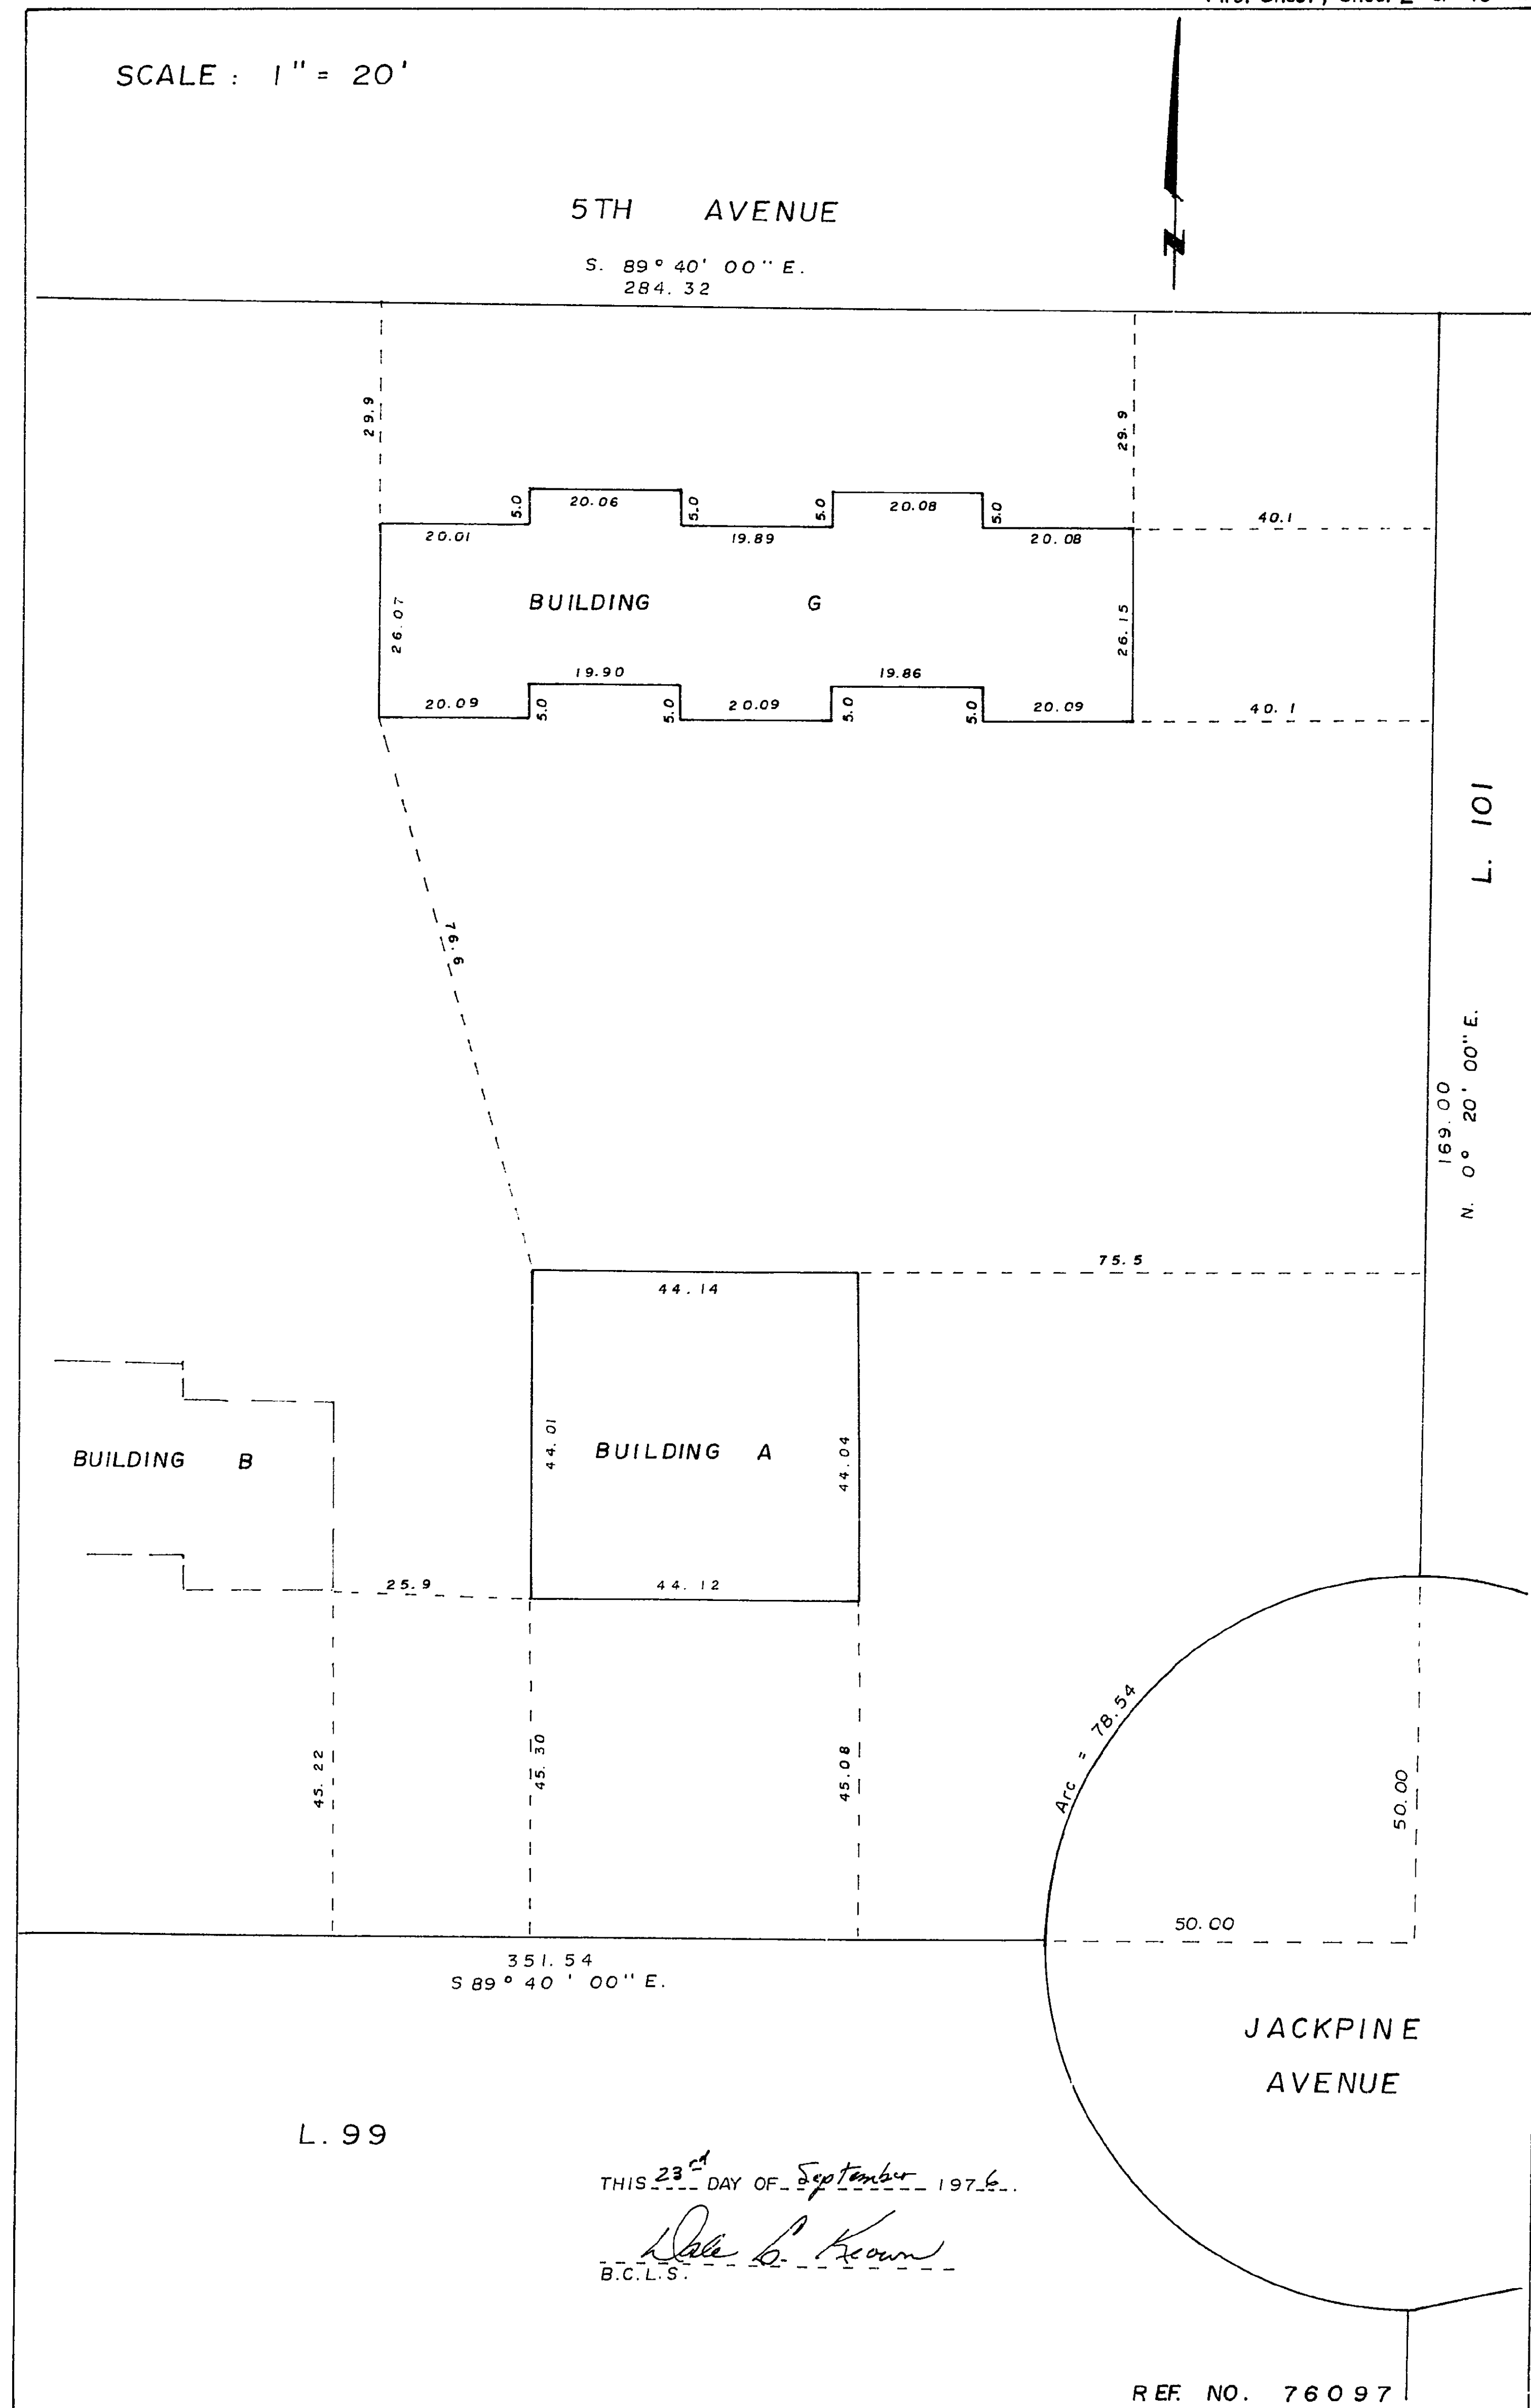 SCALE : 1" = 20'
5TH AVENUE
S. 89° 40' 00" E.
284.32
29.9
29.9
5.0
20.06
5.0
5.0
20.08
5.0
40.1
20.01
19.89
20.08
BUILDING G
26.07
26.15
19.90
19.86
20.09
5.0
5.0
20.09
5.0
5.0
20.09
40.1
L. 101
76.6
169.00
N. 0° 20' 00" E.
75.5
44.14
44.01
BUILDING A
44.04
BUILDING B
25.9
44.12
45.22
45.30
45.08
Arc = 78.54
50.00
50.00
351.54
S 89° 40' 00" E.
JACKPINE
AVENUE
L. 99
THIS 23rd DAY OF September 1976.
Dale C. Keown
B.C.L.S.
REF. NO. 76097